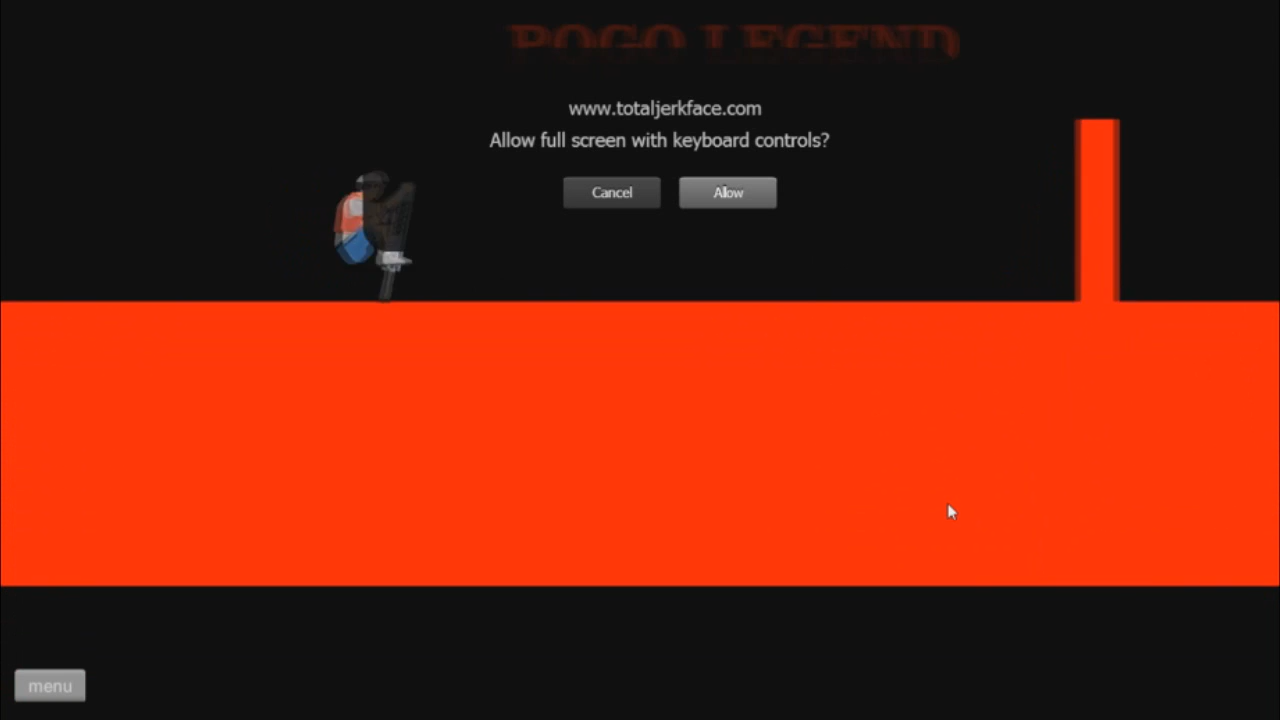 POGO LEGEND
www.totaljerkface.com
Allow full screen with keyboard controls?
Cancel
Allow
menu